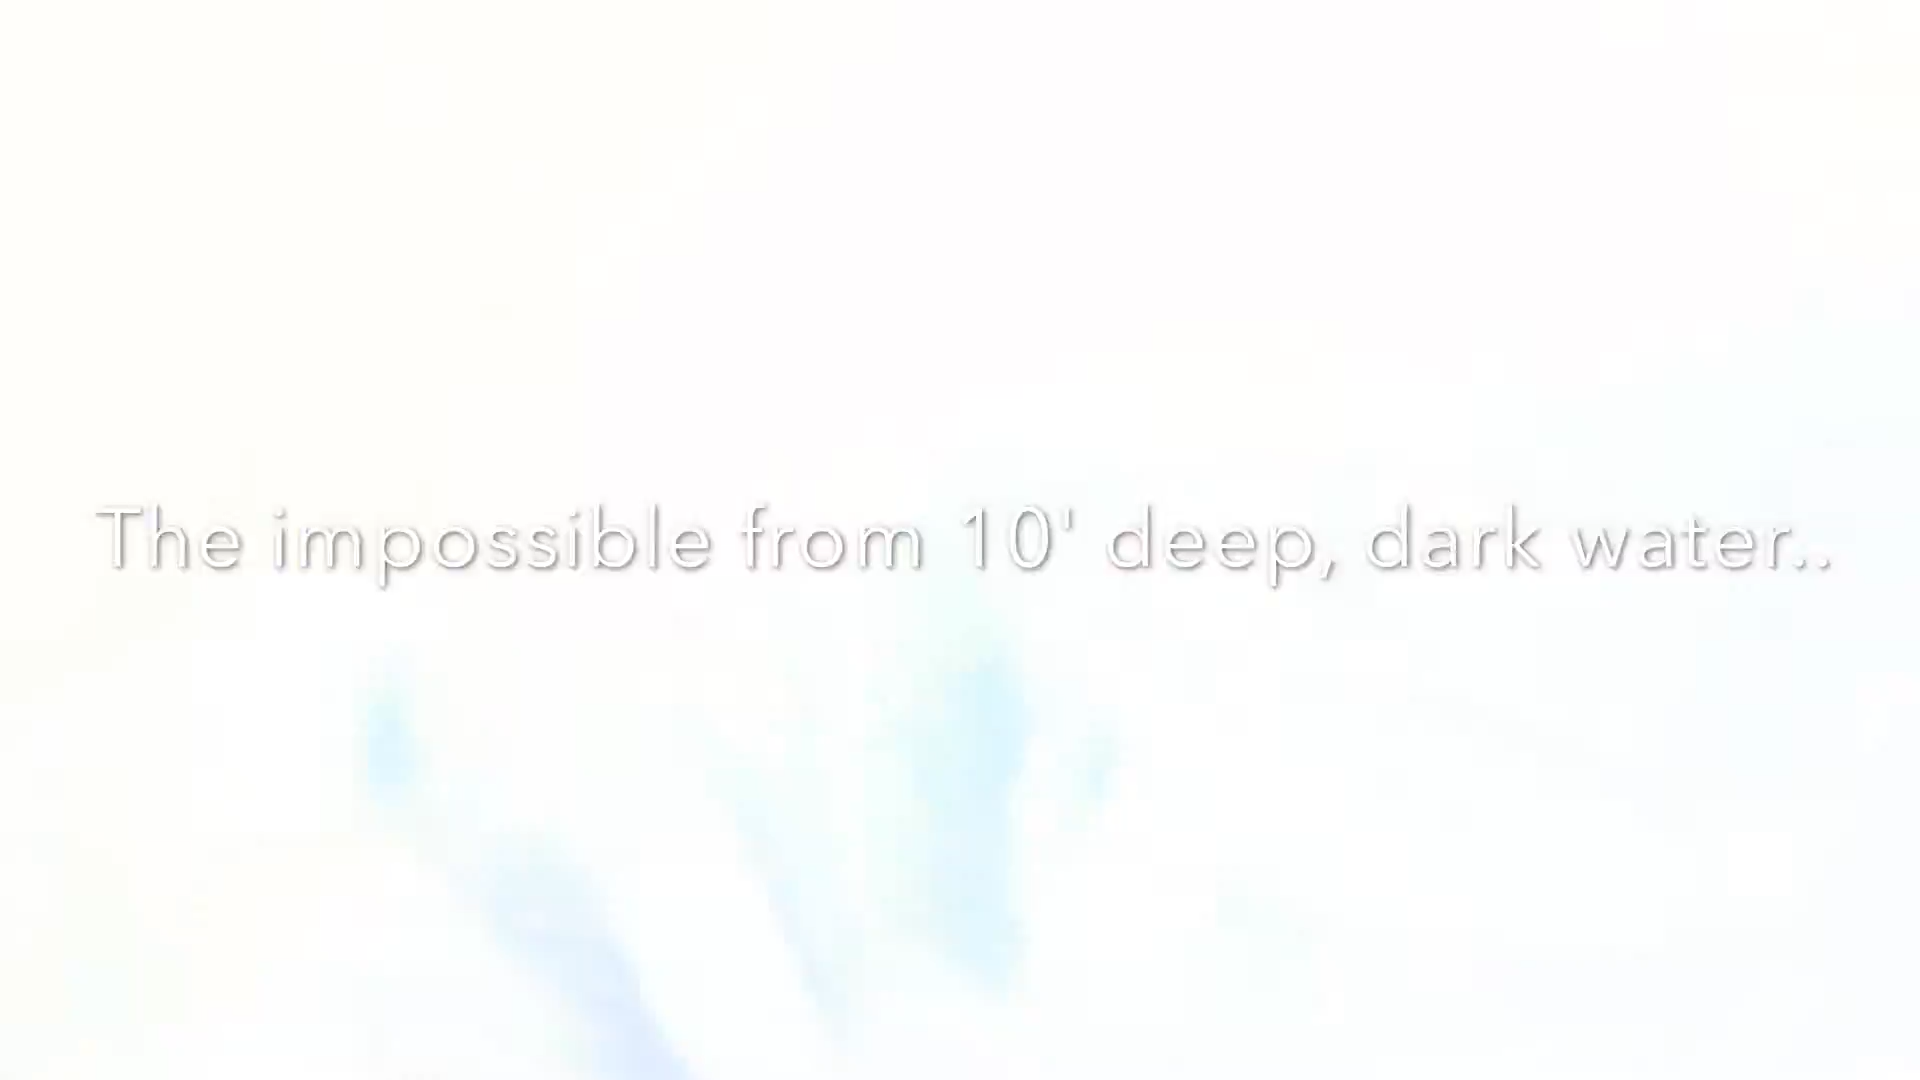 The impossible from 10' deep, dark water..